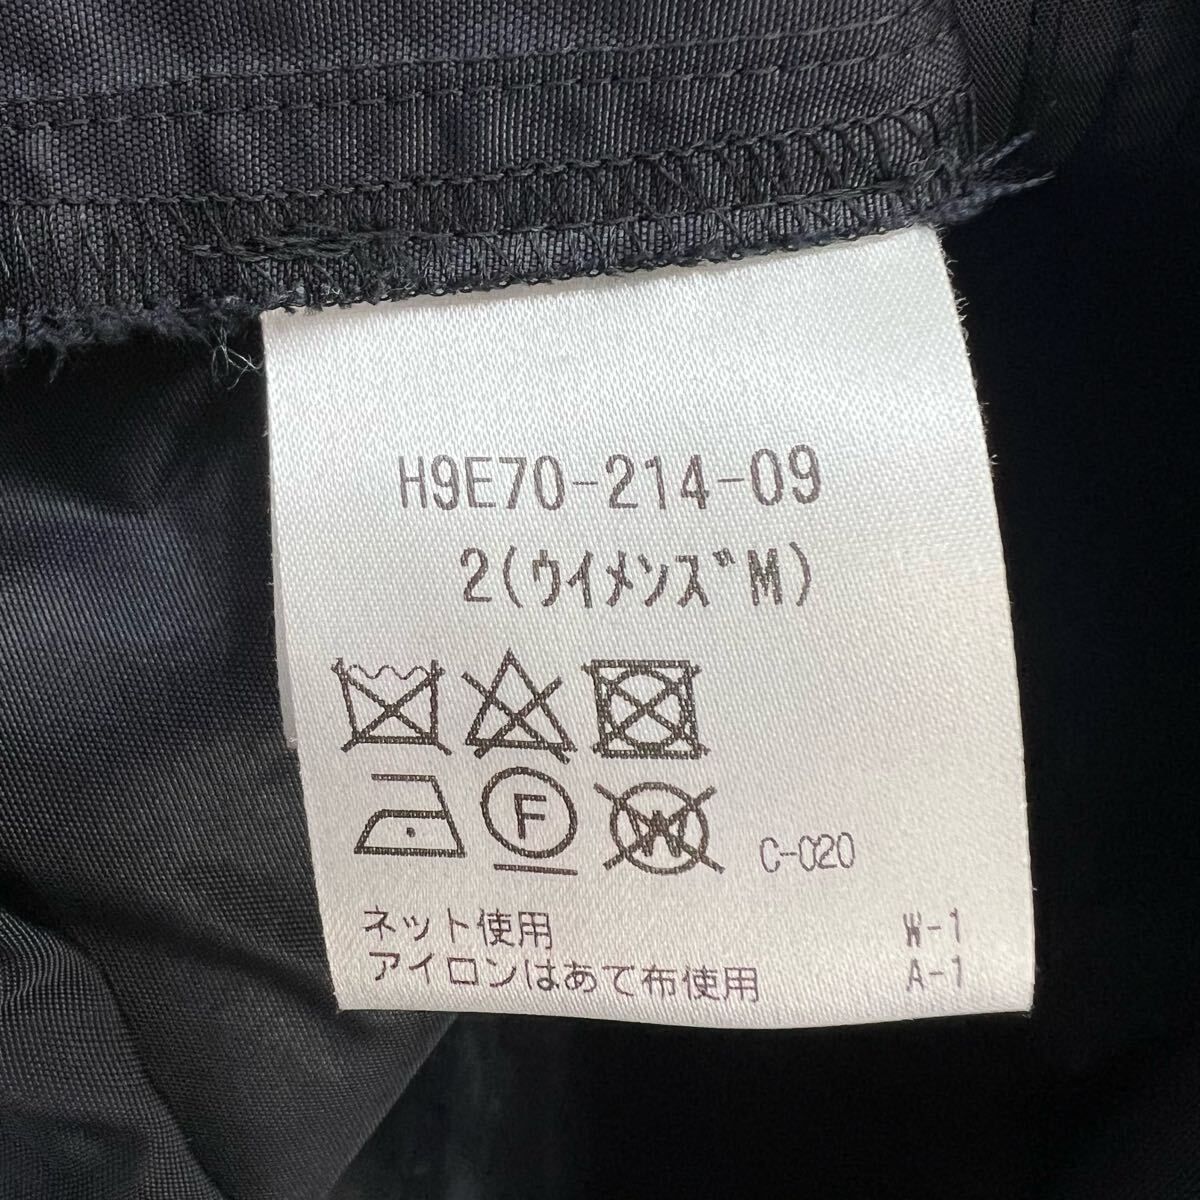 H9E70-214-09
2(ウイメンズM)
F
W
C-020
ネット使用 W-1
アイロンはあて布使用 A-1